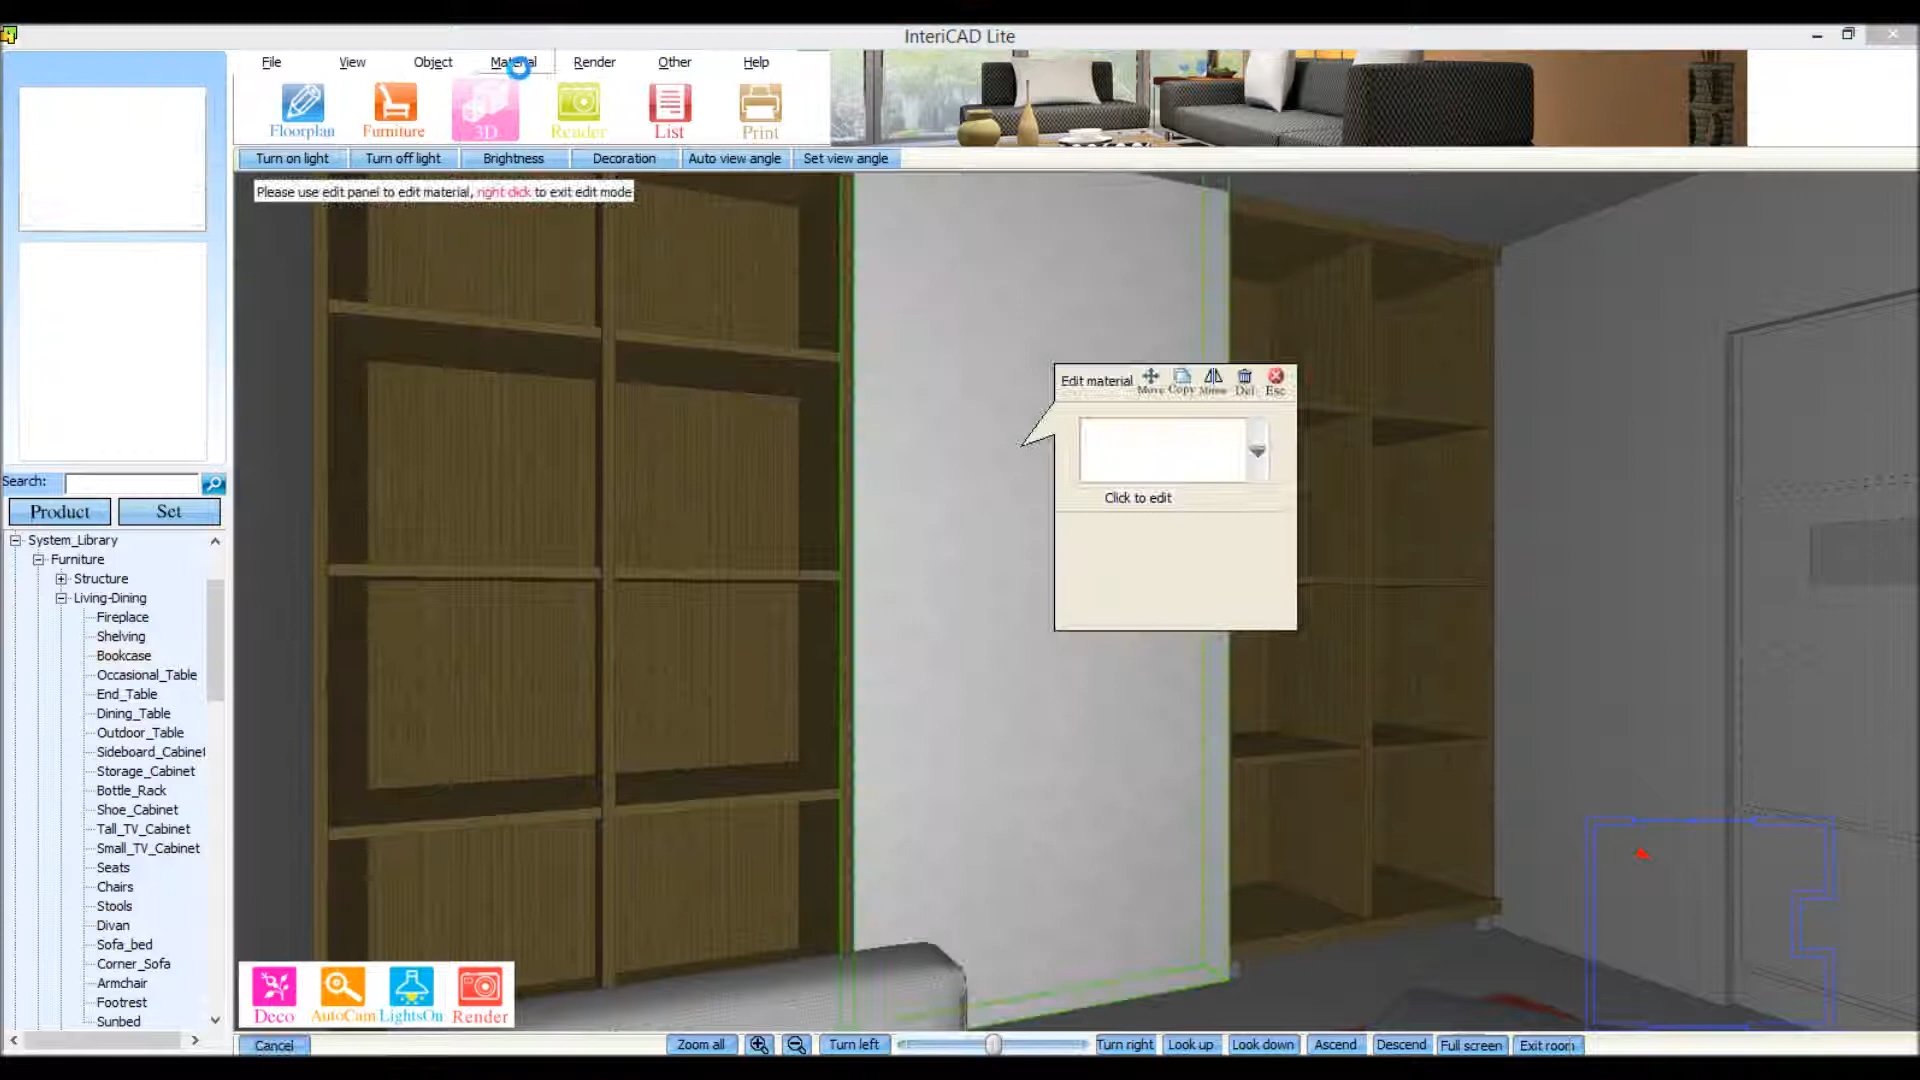 InteriCAD Lite
File View Object Material Render Other Help
Floorplan Furniture 3D Render List Print
Turn on light Turn off light Brightness Decoration Auto view angle Set view angle
Please use edit panel to edit material, right click to exit edit mode
Edit material Move Copy Mirror Del Esc
Click to edit
Search:
Product Set
System_Library
Furniture
Structure
Living-Dining
Fireplace
Shelving
Bookcase
Occasional_Table
End_Table
Dining_Table
Outdoor_Table
Sideboard_Cabinet
Storage_Cabinet
Bottle_Rack
Shoe_Cabinet
Tall_TV_Cabinet
Small_TV_Cabinet
Seats
Chairs
Stools
Divan
Sofa_bed
Corner_Sofa
Armchair
Footrest
Sunbed
Deco AutoCam LightsOn Render
Cancel Zoom all Turn left Turn right Look up Look down Ascend Descend Full screen Exit room